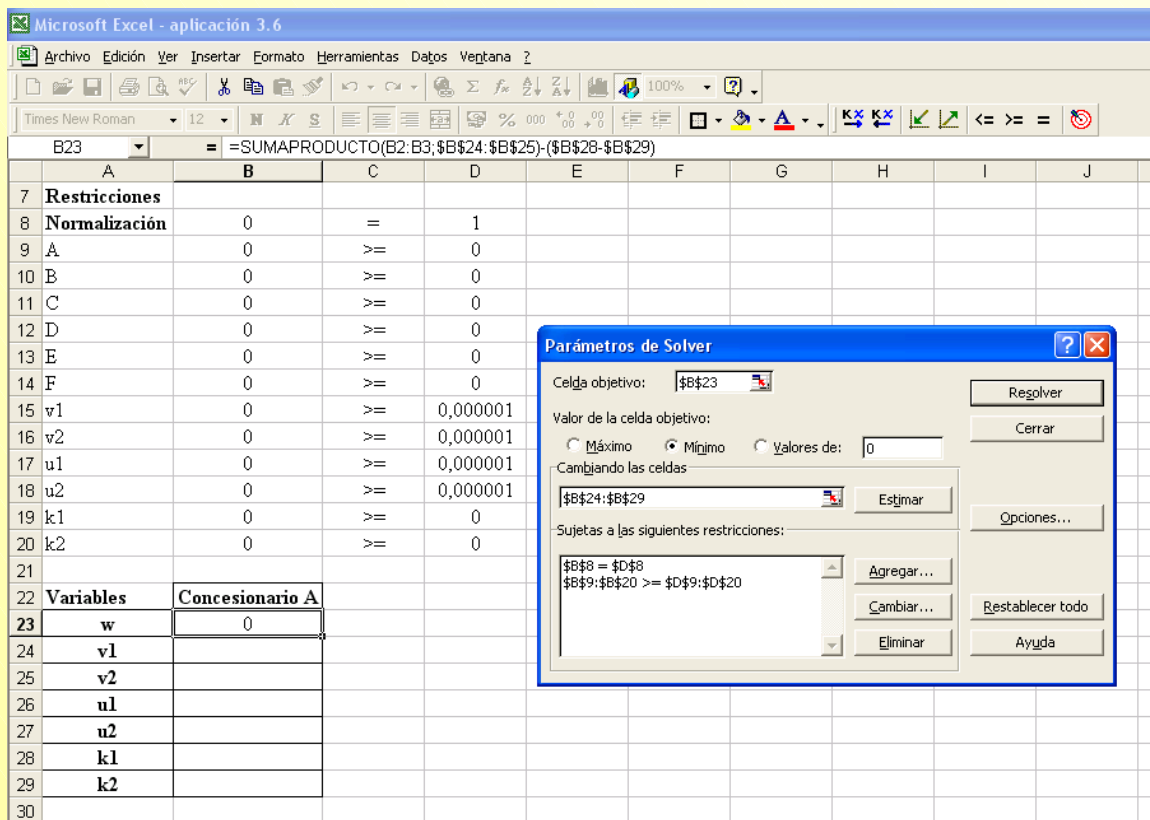 Microsoft Excel - aplicación 3.6
Archivo Edición Ver Insertar Formato Herramientas Datos Ventana ?
100%
Times New Roman 12 N K S % 000 <= >= =
B23 = =SUMAPRODUCTO(B2:B3;$B$24:$B$25)-($B$28-$B$29)
A B C D E F G H I J
7 Restricciones
8 Normalización 0 = 1
9 A 0 >= 0
10 B 0 >= 0
11 C 0 >= 0
12 D 0 >= 0
13 E 0 >= 0
14 F 0 >= 0
15 v1 0 >= 0,000001
16 v2 0 >= 0,000001
17 u1 0 >= 0,000001
18 u2 0 >= 0,000001
19 k1 0 >= 0
20 k2 0 >= 0
21
22 Variables Concesionario A
23 w 0
24 v1
25 v2
26 u1
27 u2
28 k1
29 k2
30
Parámetros de Solver
Celda objetivo: $B$23
Resolver
Valor de la celda objetivo:
Cerrar
Máximo Mínimo Valores de: 0
Cambiando las celdas
$B$24:$B$29 Estimar
Opciones...
Sujetas a las siguientes restricciones:
$B$8 = $D$8
$B$9:$B$20 >= $D$9:$D$20
Agregar...
Cambiar... Restablecer todo
Eliminar Ayuda